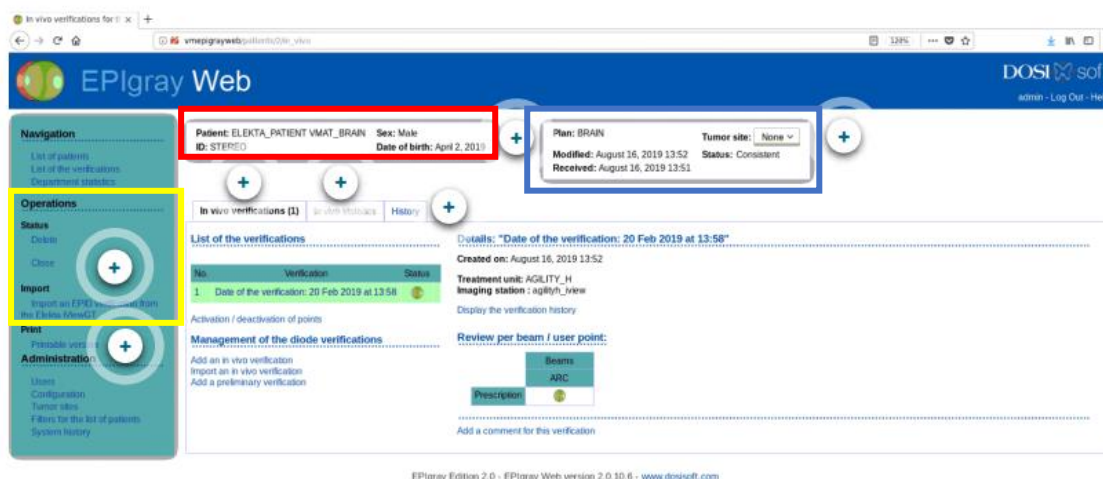 In vivo verifications for
vmepigrayweb/patients/0/in_vivo
120%
EPIgray Web
DOSI sof
admin - Log Out - He
Navigation
List of patients
List of the verifications
Department statistics
Operations
Status
Delete
Close
Import
Import an EPID from
the Elekta iViewGT
Print
Printable
Administration
Users
Configuration
Tumor sites
Filters for the list of patients
System history
Patient: ELEKTA_PATIENT VMAT_BRAIN Sex: Male
ID: STEREO Date of birth: April 2, 2019
Plan: BRAIN Tumor site: None
Modified: August 16, 2019 13:52 Status: Consistent
Received: August 16, 2019 13:51
In vivo verifications (1) In vivo History
List of the verifications
No. Verification Status
1 Date of the verification: 20 Feb 2019 at 13:58
Activation / deactivation of points
Management of the diode verifications
Add an in vivo verification
Import an in vivo verification
Add a preliminary verification
Details: "Date of the verification: 20 Feb 2019 at 13:58"
Created on: August 16, 2019 13:52
Treatment unit: AGILITY_H
Imaging station : agilityh_iview
Display the verification history
Review per beam / user point:
Beams
ARC
Prescription
Add a comment for this verification
EPIgray Edition 2.0 - EPIgray Web version 2.0.10.6 - www.dosisoft.com